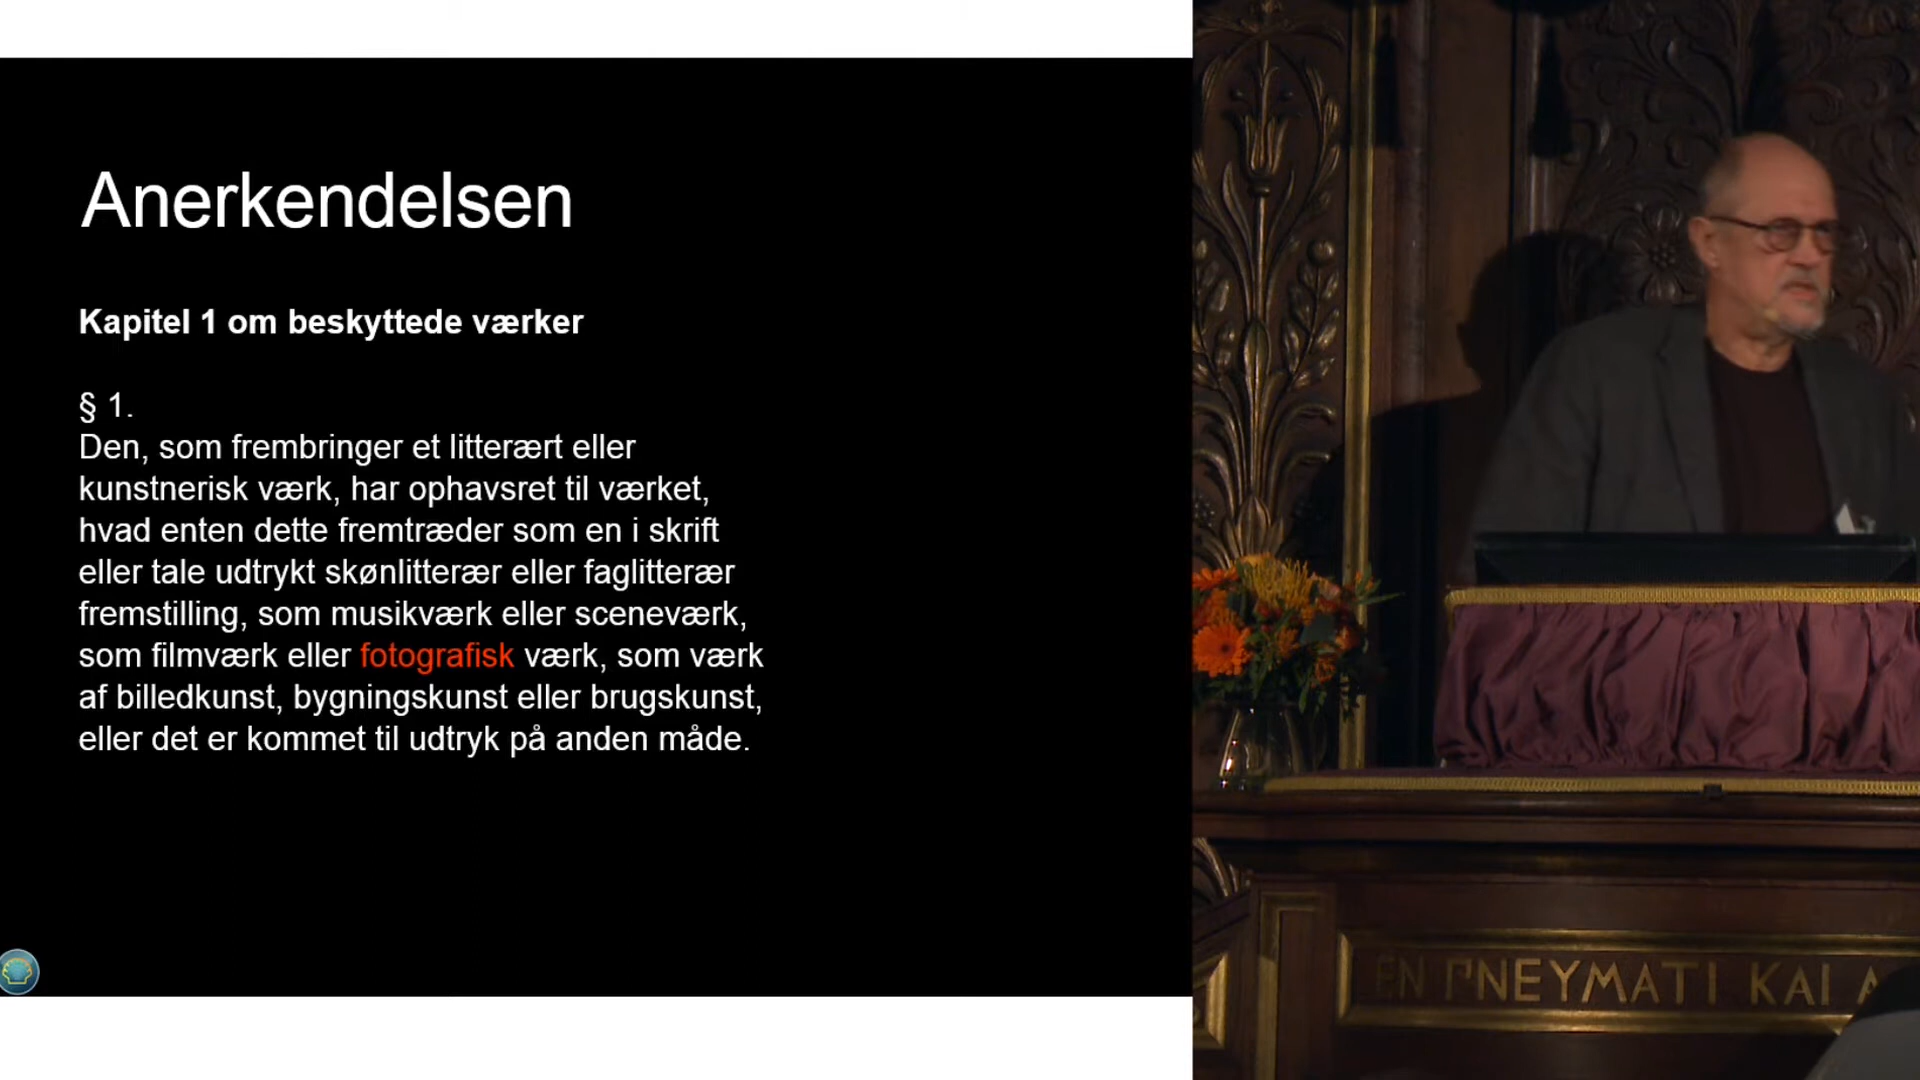 Anerkendelsen
Kapitel 1 om beskyttede værker
§ 1.
Den, som frembringer et litterært eller
kunstnerisk værk, har ophavsret til værket,
hvad enten dette fremtræder som en i skrift
eller tale udtrykt skønlitterær eller faglitterær
fremstilling, som musikværk eller sceneværk,
som filmværk eller fotografisk værk, som værk
af billedkunst, bygningskunst eller brugskunst,
eller det er kommet til udtryk på anden måde.
ΕΝ ΠΝΕΥΜΑΤΙ ΚΑΙ Α